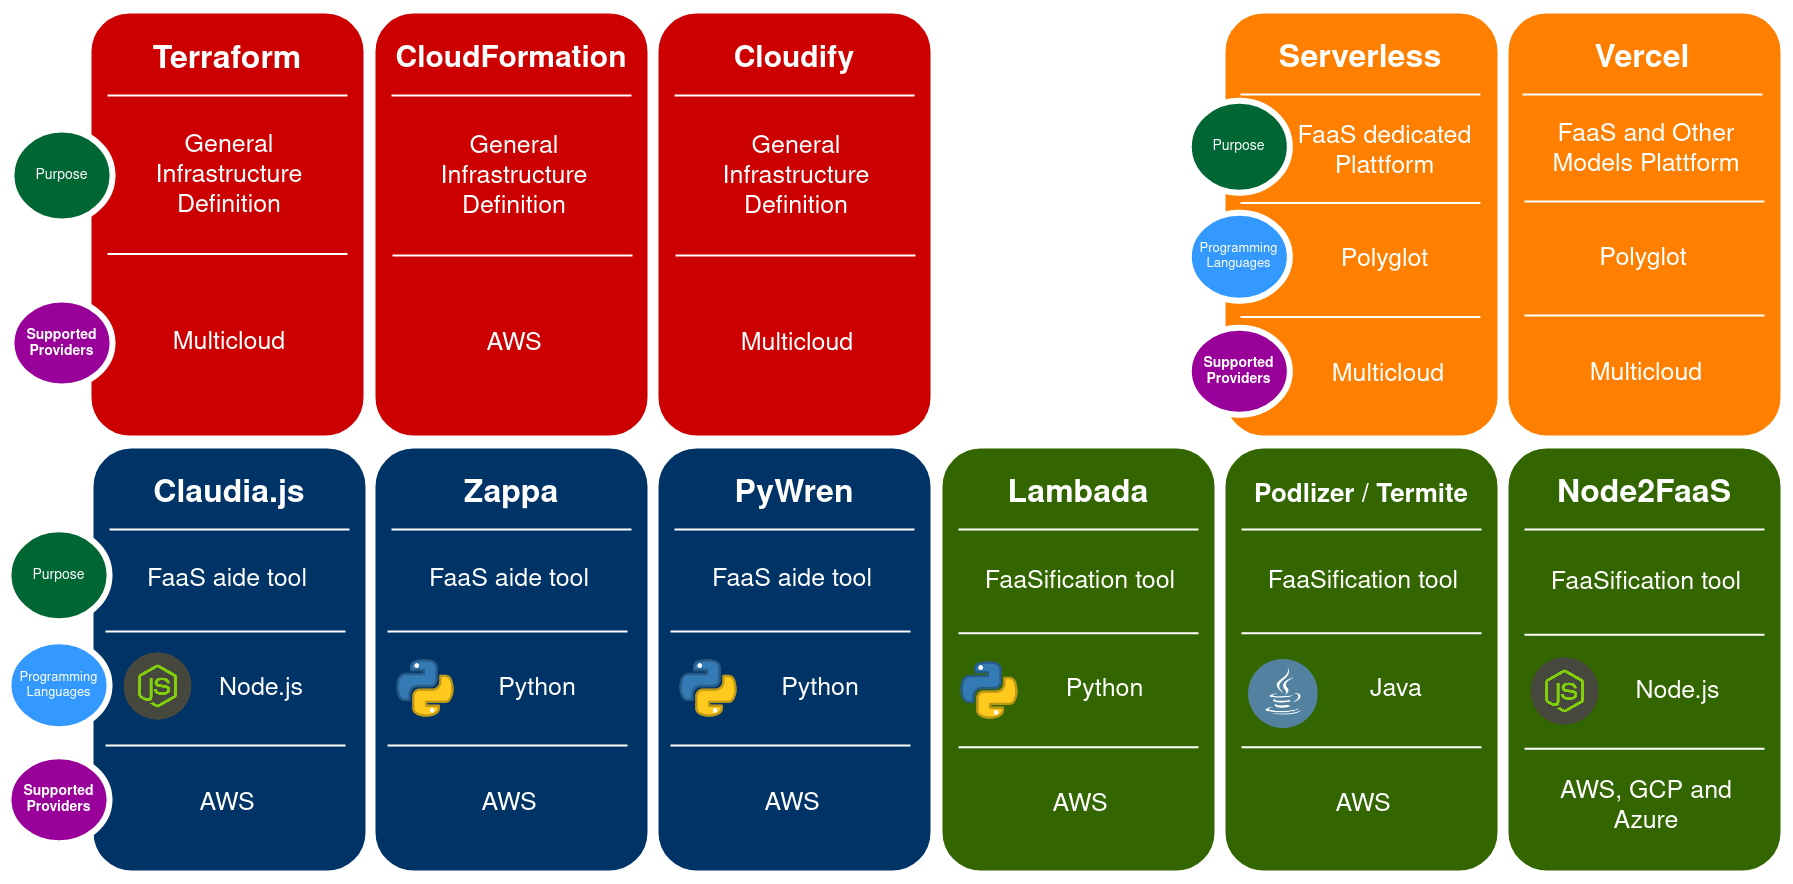 Terraform
General
Infrastructure
Definition
Multicloud
CloudFormation
General
Infrastructure
Definition
AWS
Cloudify
General
Infrastructure
Definition
Multicloud
Purpose
Supported
Providers
Serverless
FaaS dedicated
Plattform
Polyglot
Multicloud
Vercel
FaaS and Other
Models Plattform
Polyglot
Multicloud
Purpose
Programming
Languages
Supported
Providers
Claudia.js
FaaS aide tool
JS
Node.js
AWS
Zappa
FaaS aide tool
Python
AWS
PyWren
FaaS aide tool
Python
AWS
Lambada
FaaSification tool
Python
AWS
Podlizer / Termite
FaaSification tool
Java
AWS
Node2FaaS
FaaSification tool
JS
Node.js
AWS, GCP and
Azure
Purpose
Programming
Languages
Supported
Providers